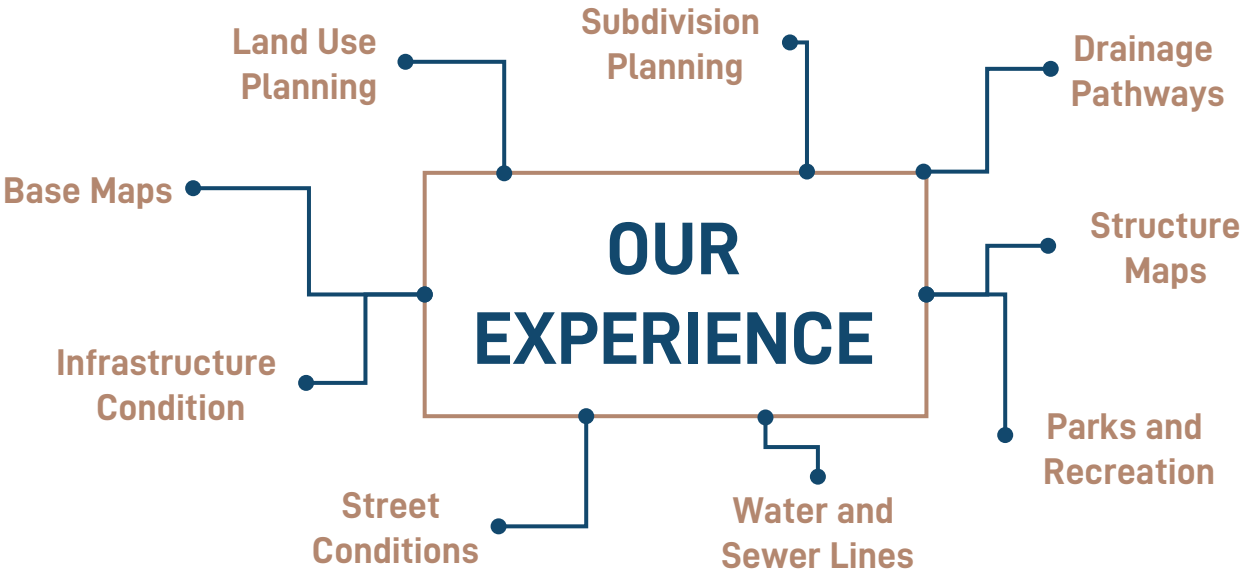 Land Use
Planning
Subdivision
Planning
Drainage
Pathways
Base Maps
OUR
EXPERIENCE
Structure
Maps
Infrastructure
Condition
Parks and
Recreation
Street
Conditions
Water and
Sewer Lines